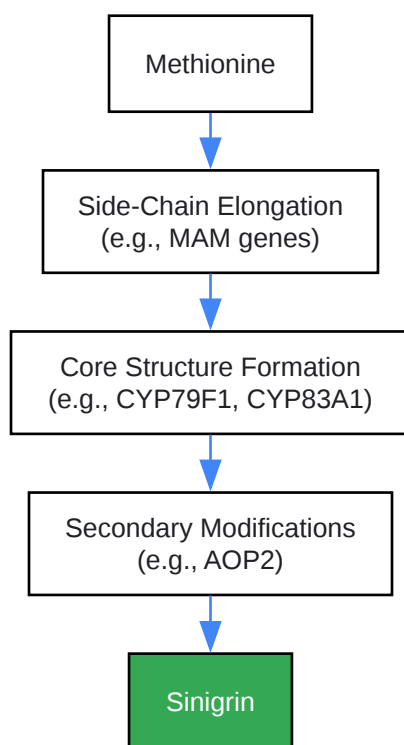 Methionine
Side-Chain Elongation
(e.g., MAM genes)
Core Structure Formation
(e.g., CYP79F1, CYP83A1)
Secondary Modifications
(e.g., AOP2)
Sinigrin